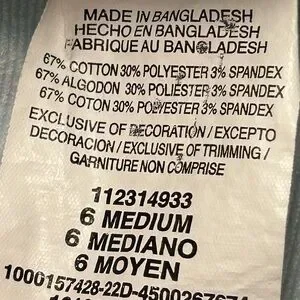 MADE IN BANGLADESH
HECHO EN BANGLADESH
FABRIQUE AU BANGLADESH
67% COTTON 30% POLYESTER 3% SPANDEX
67% ALGODON 30% POLIESTER 3% SPANDEX
67% COTON 30% POLYESTER 3% SPANDEX
EXCLUSIVE OF DECORATION / EXCEPTO
DECORACION / EXCLUSIVE OF TRIMMING /
GARNITURE NON COMPRISE
112314933
6 MEDIUM
6 MEDIANO
6 MOYEN